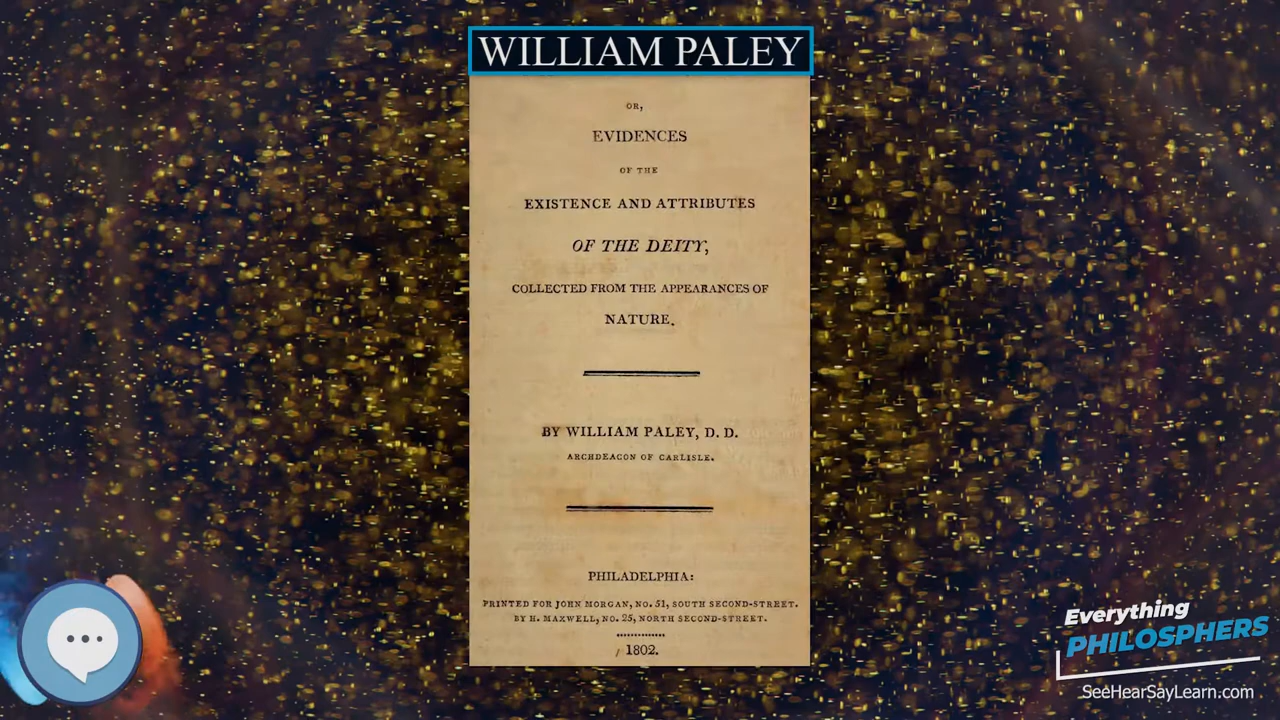 WILLIAM PALEY
OR,
EVIDENCES
OF THE
EXISTENCE AND ATTRIBUTES
OF THE DEITY;
COLLECTED FROM THE APPEARANCES OF
NATURE.
BY WILLIAM PALEY, D. D.
ARCHDEACON OF CARLISLE.
PHILADELPHIA:
PRINTED FOR JOHN MORGAN, NO. 51, SOUTH SECOND-STREET.
BY H. MAXWELL, NO. 25, NORTH SECOND-STREET.
1802.
Everything
PHILOSPHERS
SeeHearSayLearn.com